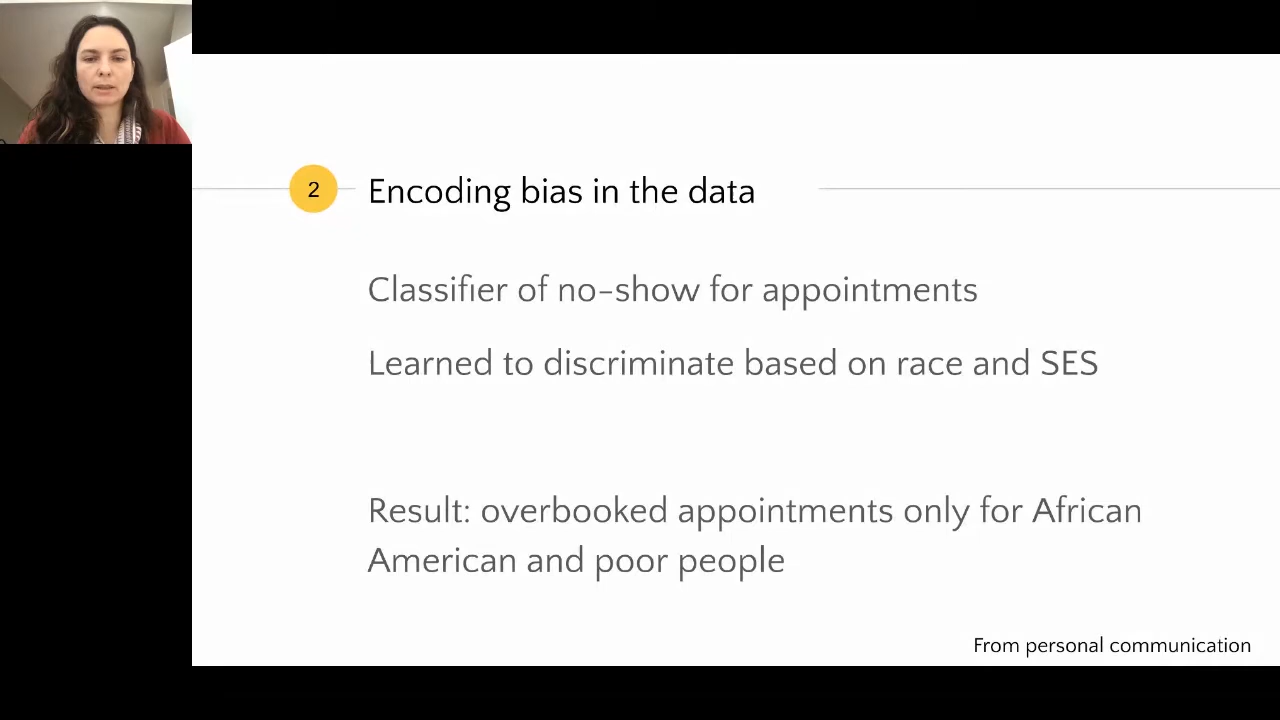 2
Encoding bias in the data
Classifier of no-show for appointments
Learned to discriminate based on race and SES
Result: overbooked appointments only for African
American and poor people
From personal communication